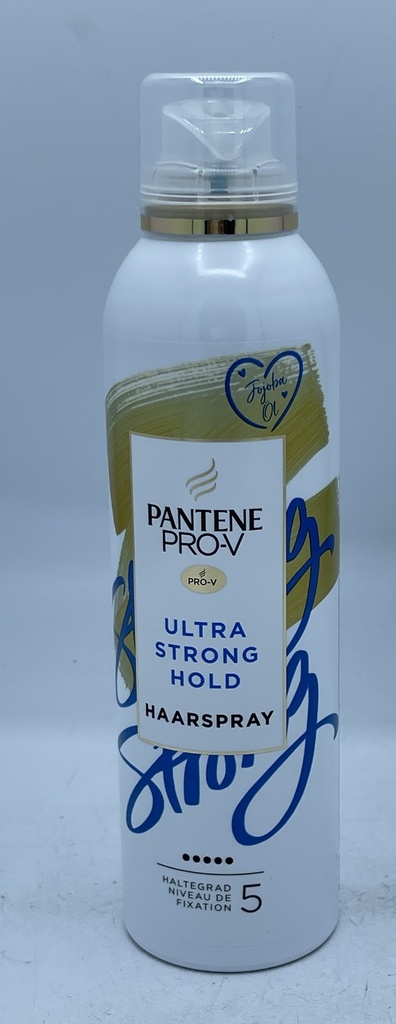 Jojoba
Öl
PANTENE
PRO-V
PRO-V
ULTRA
STRONG
HOLD
HAARSPRAY
Strong
HALTEGRAD
NIVEAU DE
FIXATION
5